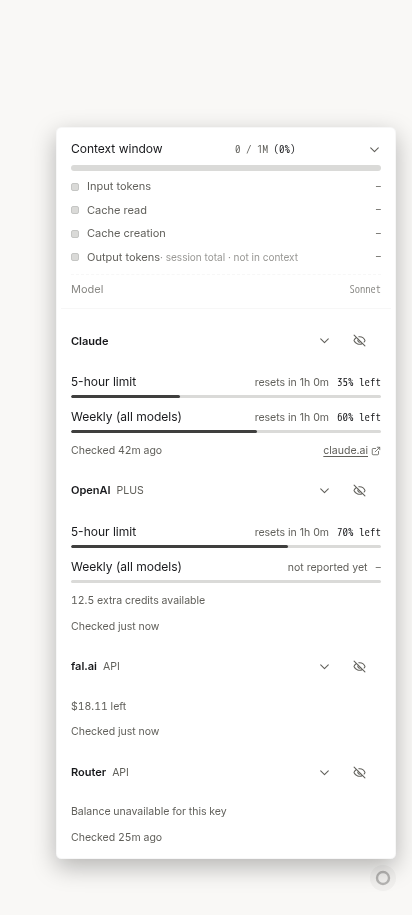 Context window 0 / 1M (0%)
Input tokens –
Cache read –
Cache creation –
Output tokens · session total · not in context –
Model Sonnet
Claude
5-hour limit resets in 1h 0m 35% left
Weekly (all models) resets in 1h 0m 60% left
Checked 42m ago claude.ai
OpenAI PLUS
5-hour limit resets in 1h 0m 70% left
Weekly (all models) not reported yet –
12.5 extra credits available
Checked just now
fal.ai API
$18.11 left
Checked just now
Router API
Balance unavailable for this key
Checked 25m ago